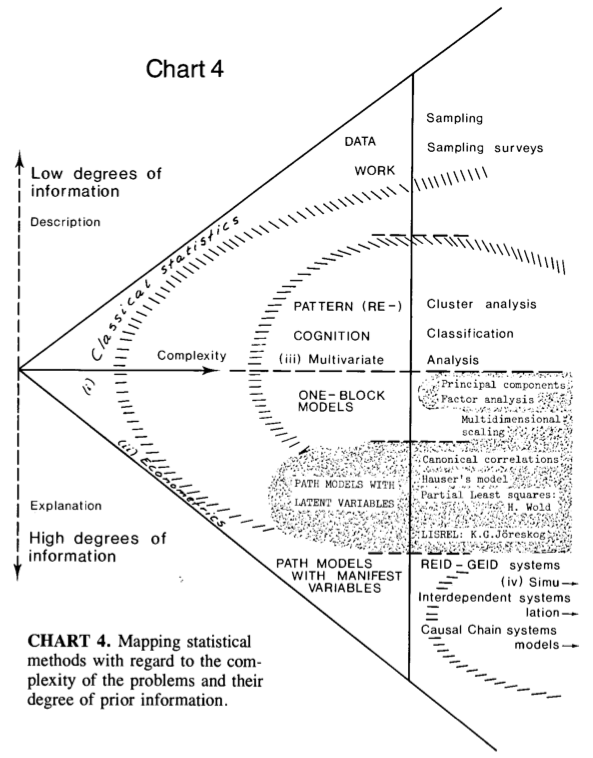 Chart 4
Sampling
DATA
Sampling surveys
WORK
Low degrees of
information
Description
(i) Classical statistics
PATTERN (RE-)
Cluster analysis
COGNITION
Classification
Complexity
(iii) Multivariate
Analysis
ONE-BLOCK
MODELS
Principal components
Factor analysis
Multidimensional
scaling
(ii) Econometrics
Canonical correlations
PATH MODELS WITH
LATENT VARIABLES
Hauser's model
Partial Least squares:
H. Wold
LISREL: K.G.Jöreskog
Explanation
High degrees of
information
PATH MODELS
WITH MANIFEST
VARIABLES
REID-GEID systems
(iv) Simu
Interdependent systems
lation
Causal Chain systems
models
CHART 4. Mapping statistical
methods with regard to the com-
plexity of the problems and their
degree of prior information.